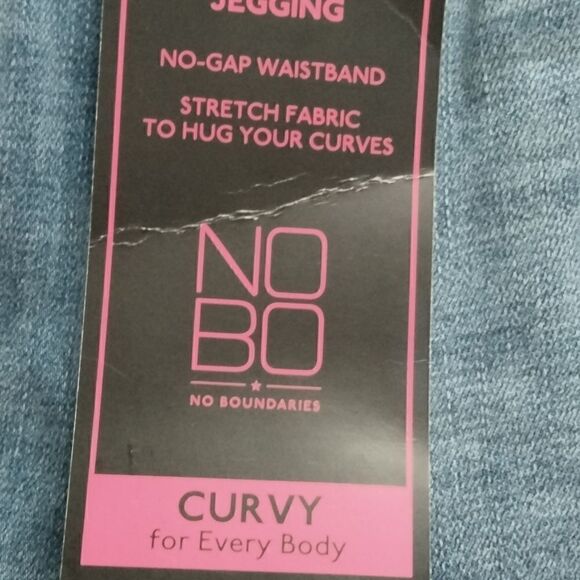 JEGGING
NO-GAP WAISTBAND
STRETCH FABRIC
TO HUG YOUR CURVES
NO
BO
NO BOUNDARIES
CURVY
for Every Body